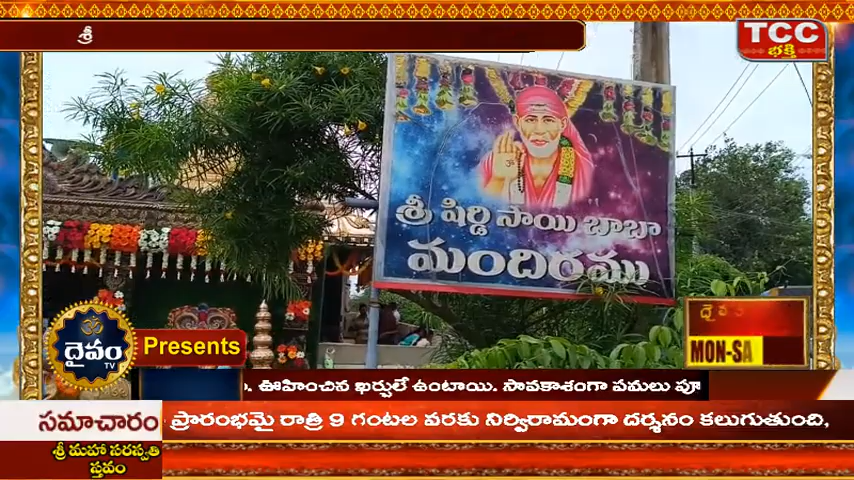 శ్రీ
TCC
భక్తి
శ్రీ షిర్డి సాయి బాబా
మందిరము
దైవం
TV
Presents
దైవ
MON-SA
ఊహించిన ఖర్చులే ఉంటాయి. సావకాశంగా పనులు పూ
సమాచారం
ప్రారంభమై రాత్రి 9 గంటల వరకు నిర్విరామంగా దర్శనం కలుగుతుంది,
శ్రీ మహా సరస్వతి
స్తవం